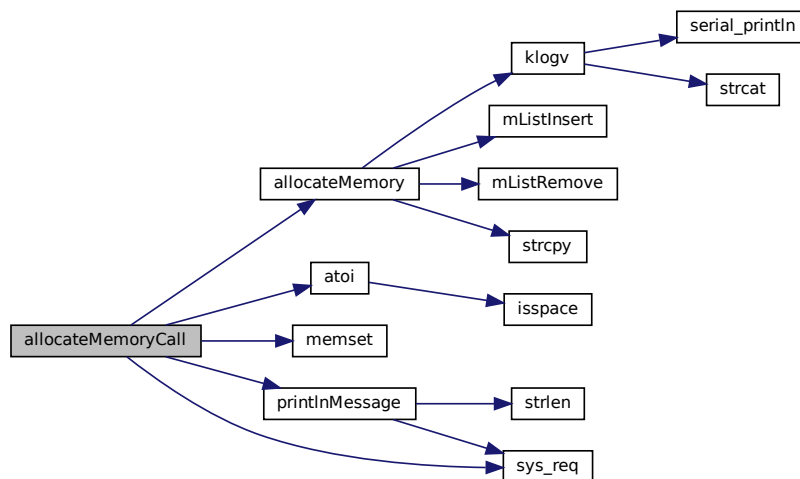 serial_println
klogv
strcat
mListInsert
allocateMemory
mListRemove
strcpy
atoi
isspace
allocateMemoryCall
memset
printlnMessage
strlen
sys_req